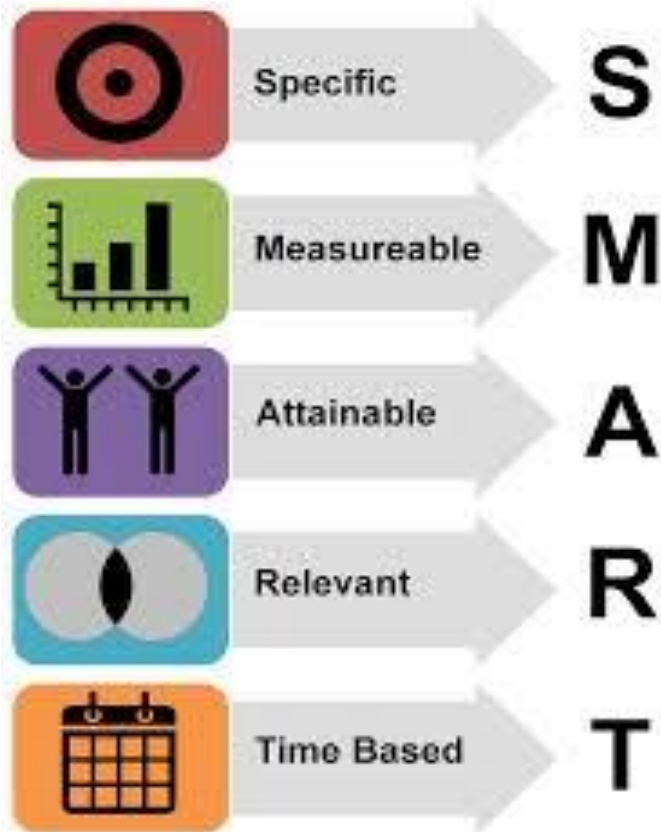 Specific S
Measureable M
Attainable A
Relevant R
Time Based T